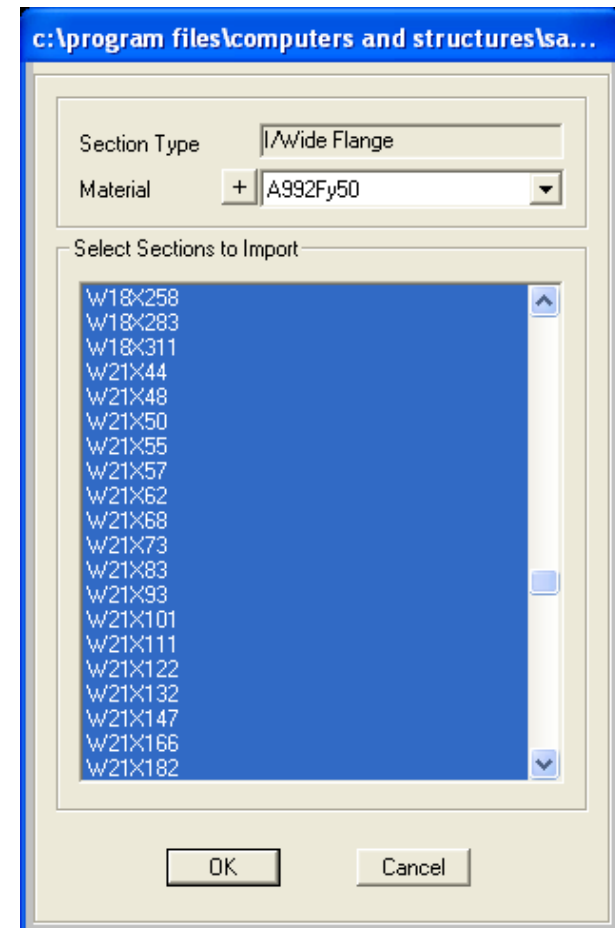 c:\program files\computers and structures\sa...
Section Type I/Wide Flange
Material + A992Fy50
Select Sections to Import
W18X258
W18X283
W18X311
W21X44
W21X48
W21X50
W21X55
W21X57
W21X62
W21X68
W21X73
W21X83
W21X93
W21X101
W21X111
W21X122
W21X132
W21X147
W21X166
W21X182
OK Cancel